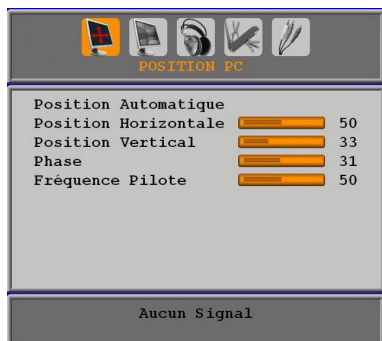 POSITION PC
Position Automatique
Position Horizontale 50
Position Vertical 33
Phase 31
Fréquence Pilote 50
Aucun Signal